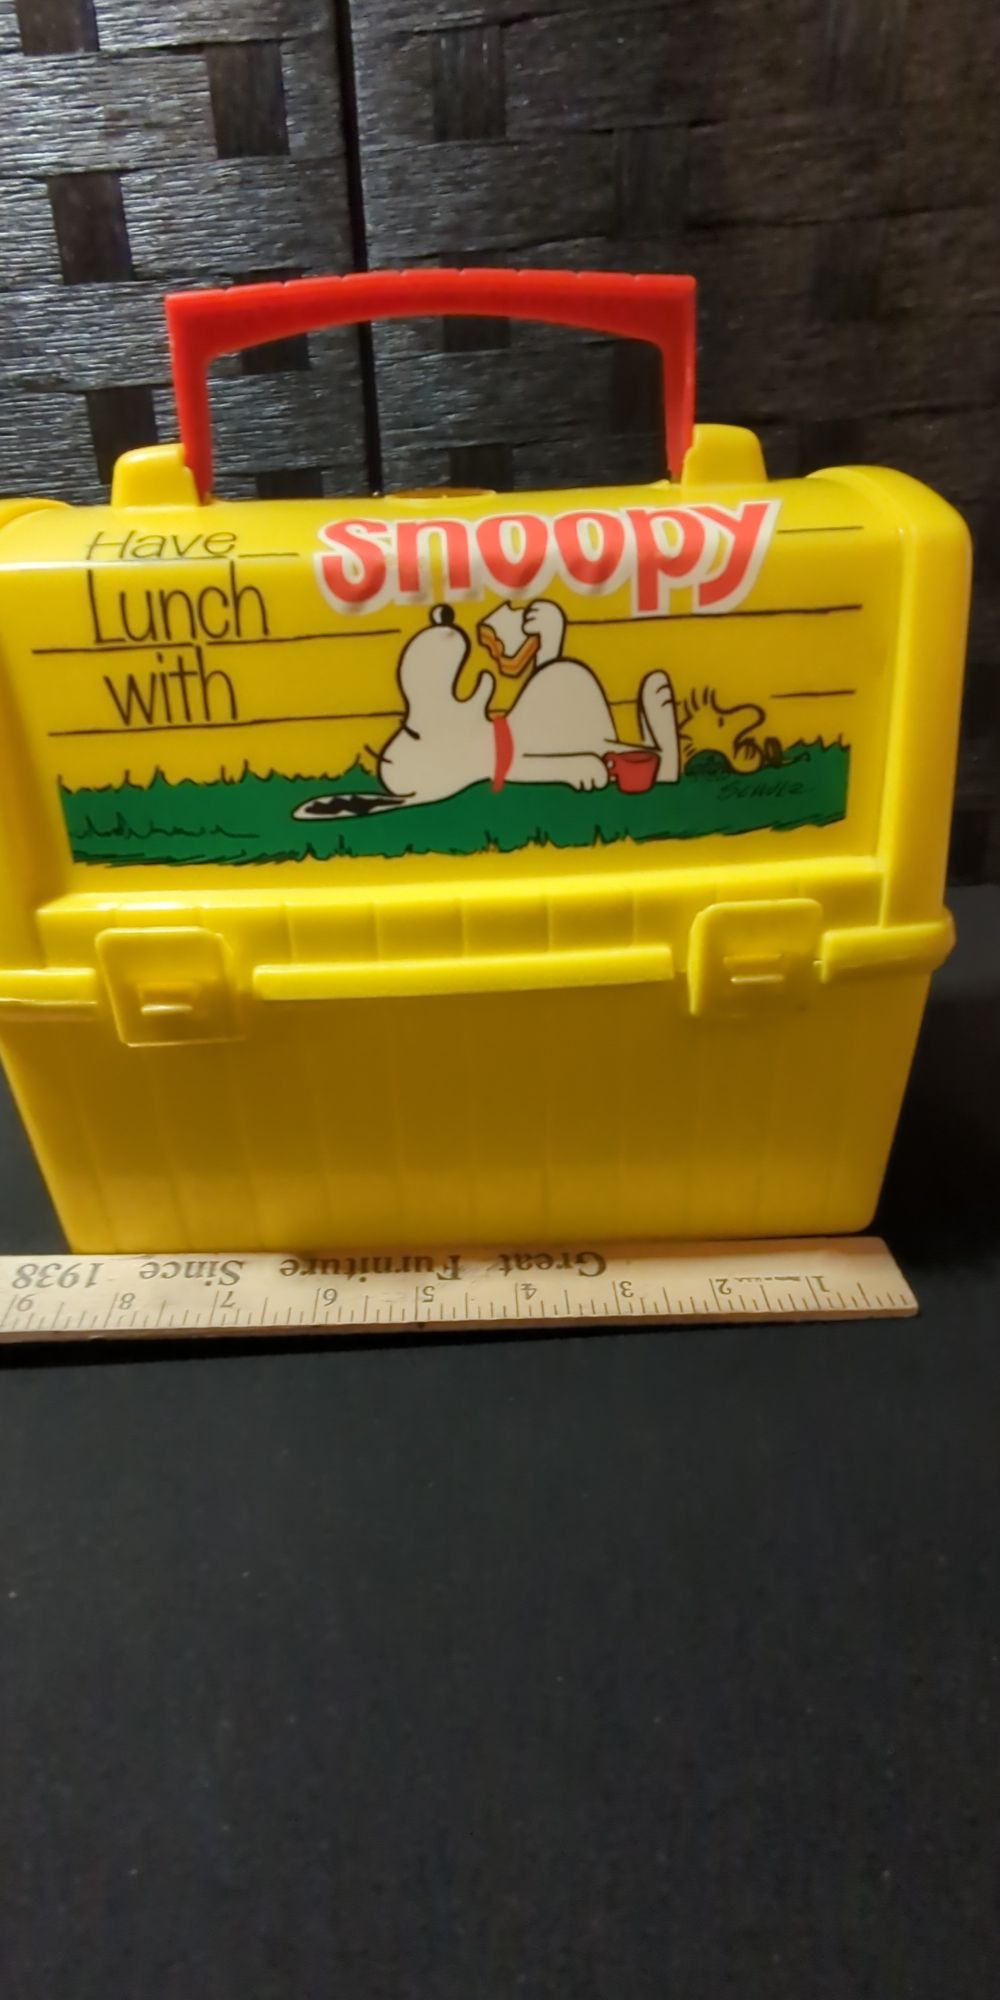 Have
Lunch
with
snoopy
SCHULZ
Great Furniture Since 1938
1 2 3 4 5 6 7 8 9